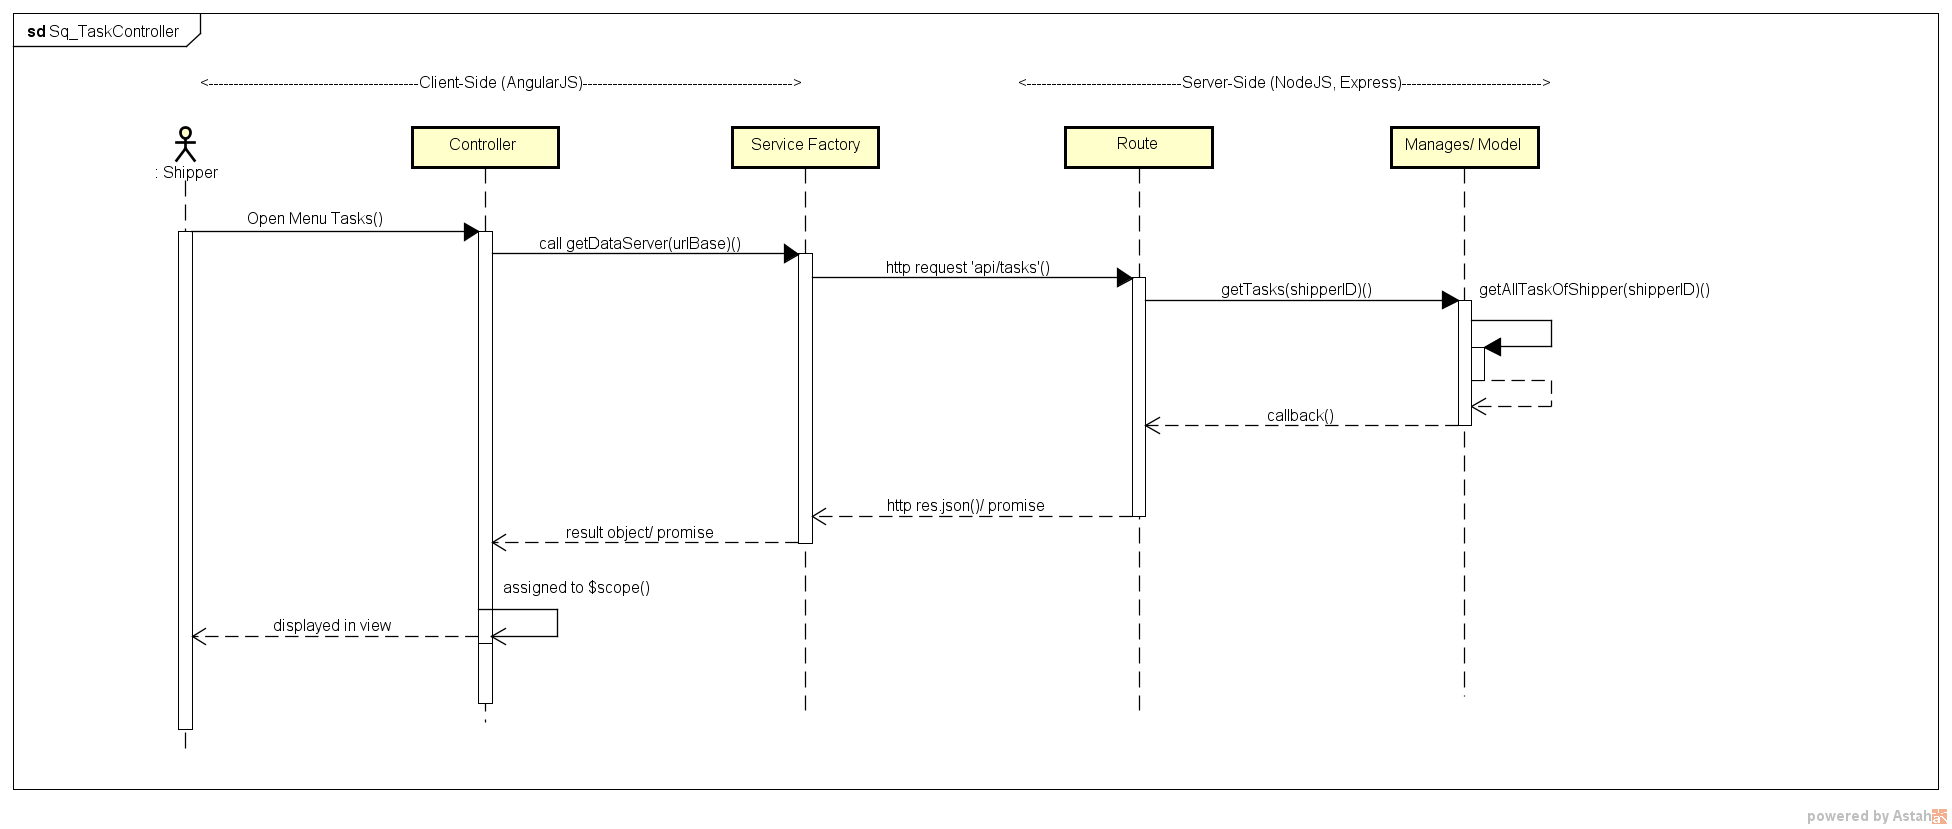 sd Sq_TaskController
<------------------------------------------Client-Side (AngularJS)------------------------------------------>
<-------------------------------Server-Side (NodeJS, Express)---------------------------->
: Shipper
Controller
Service Factory
Route
Manages/ Model
Open Menu Tasks()
call getDataServer(urlBase)()
http request 'api/tasks'()
getTasks(shipperID)()
getAllTaskOfShipper(shipperID)()
callback()
http res.json()/ promise
result object/ promise
assigned to $scope()
displayed in view
powered by Astah